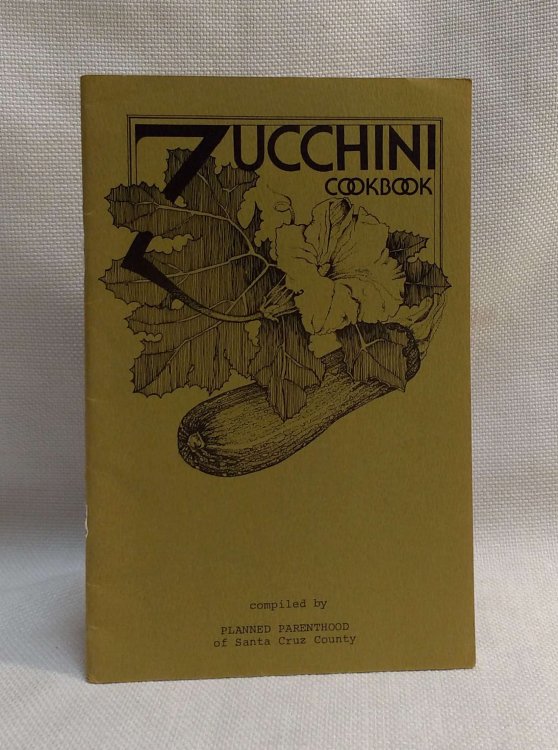 ZUCCHINI
COOKBOOK
compiled by
PLANNED PARENTHOOD
of Santa Cruz County